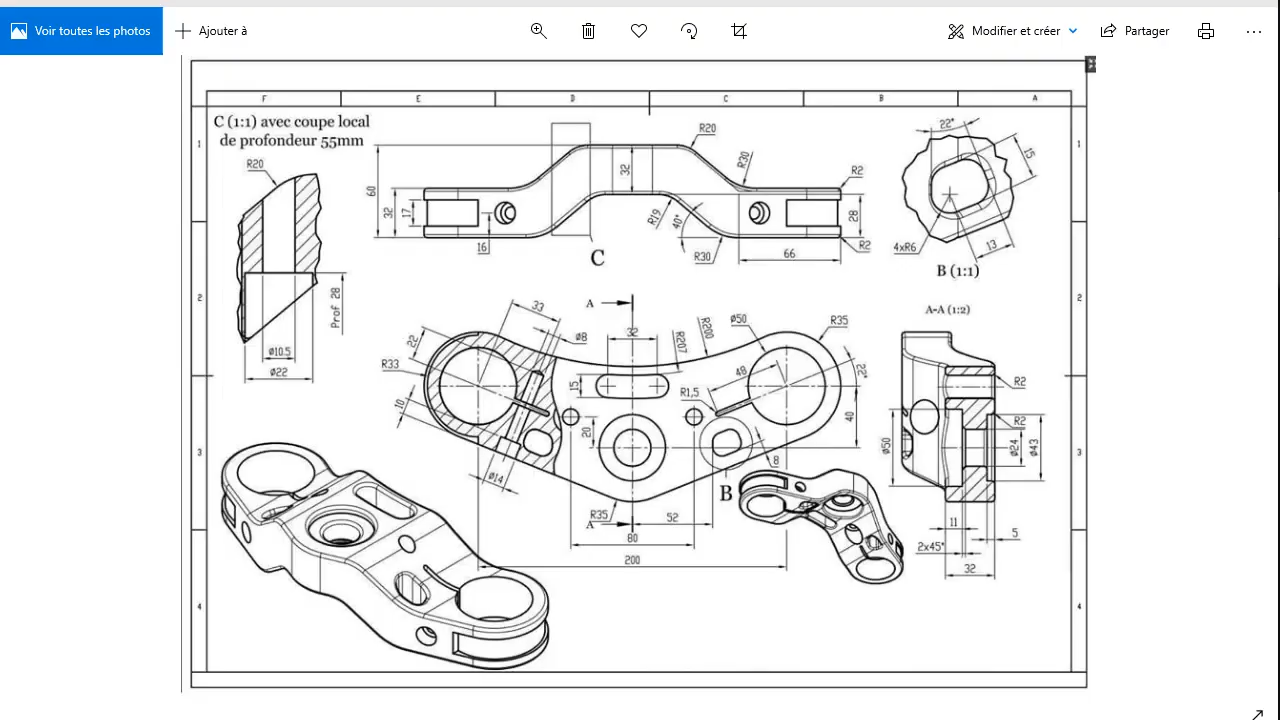 Voir toutes les photos
Ajouter à
Modifier et créer
Partager
F E D C B A
1 1
2 2
3 3
4 4
C (1:1) avec coupe local
de profondeur 55mm
R20
Prof 28
Ø10.5
Ø22
60
32
17
16
32
R20
R30
R2
R19
40°
28
R30
66
R2
C
22°
15
4xR6
13
B (1:1)
A
33
Ø8
32
R207
R200
Ø50
R35
22
R33
10
15
48
22°
R1,5
20
40
Ø14
8
R35
A
52
B
80
200
A-A (1:2)
R2
R2
Ø50
Ø24
Ø43
11
5
2x45°
32